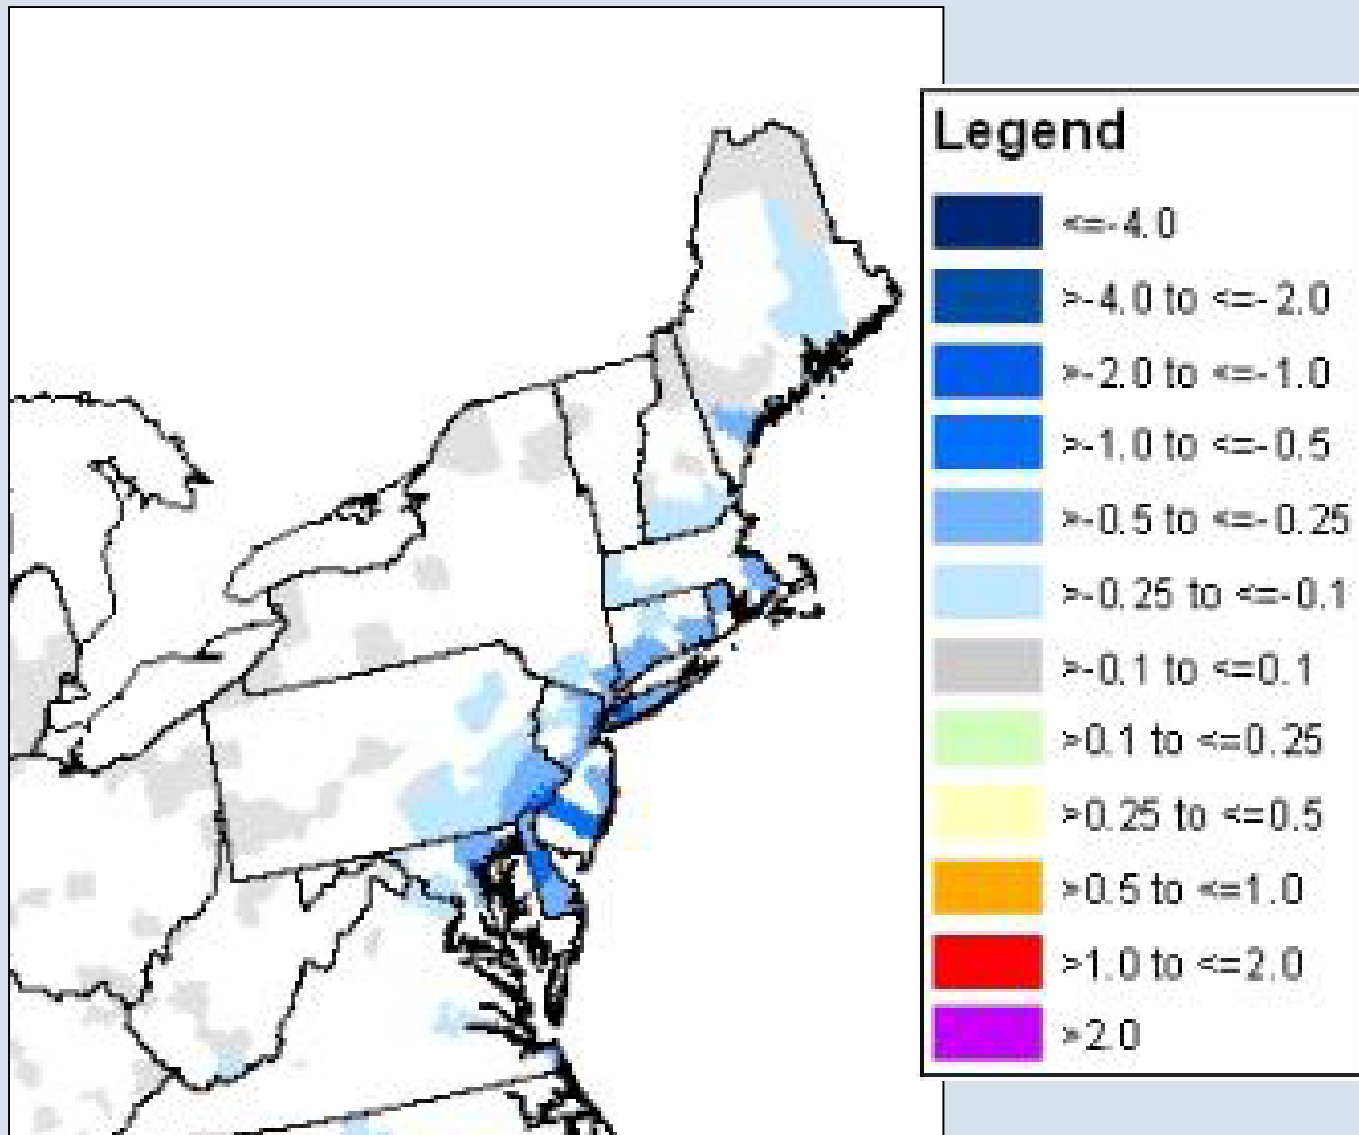 Legend
<=-4.0
>-4.0 to <=-2.0
>-2.0 to <=-1.0
>-1.0 to <=-0.5
>-0.5 to <=-0.25
>-0.25 to <=-0.1
>-0.1 to <=0.1
>0.1 to <=0.25
>0.25 to <=0.5
>0.5 to <=1.0
>1.0 to <=2.0
>2.0